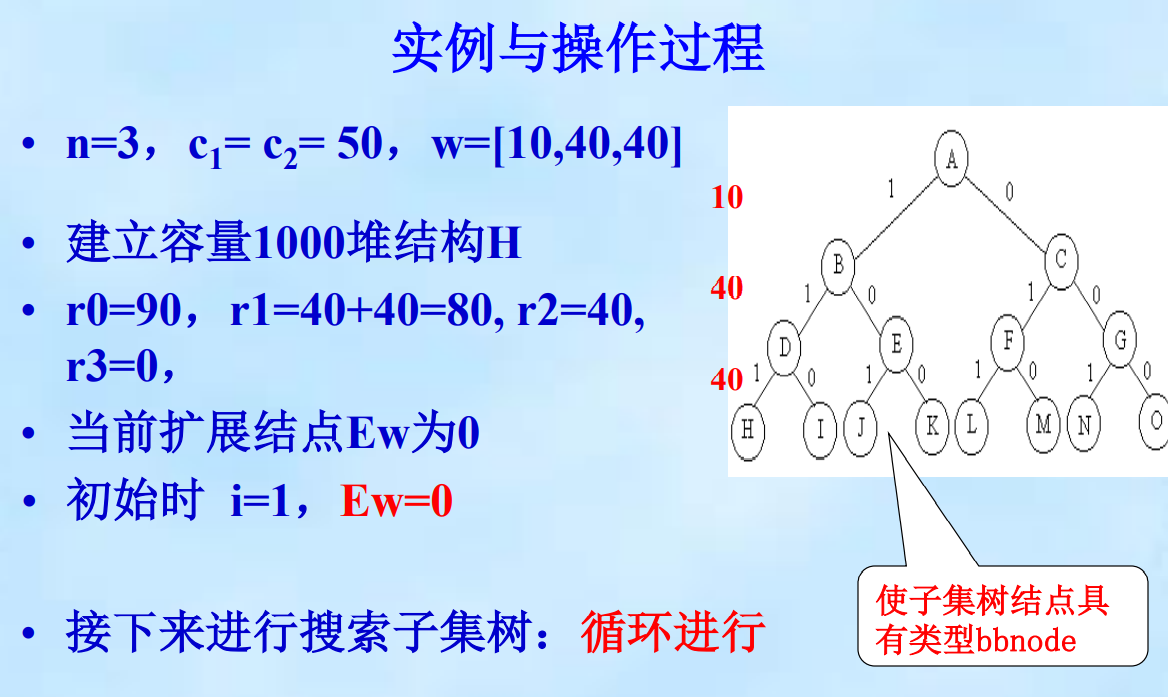 实例与操作过程
• n=3，c1= c2= 50，w=[10,40,40]
• 建立容量1000堆结构H
• r0=90，r1=40+40=80, r2=40,
r3=0，
• 当前扩展结点Ew为0
• 初始时 i=1，Ew=0
• 接下来进行搜索子集树：循环进行
A
10 1 0
B C
40 1 0 1 0
D E F G
40 1 0 1 0 1 0 1 0
H I J K L M N O
使子集树结点具
有类型bbnode